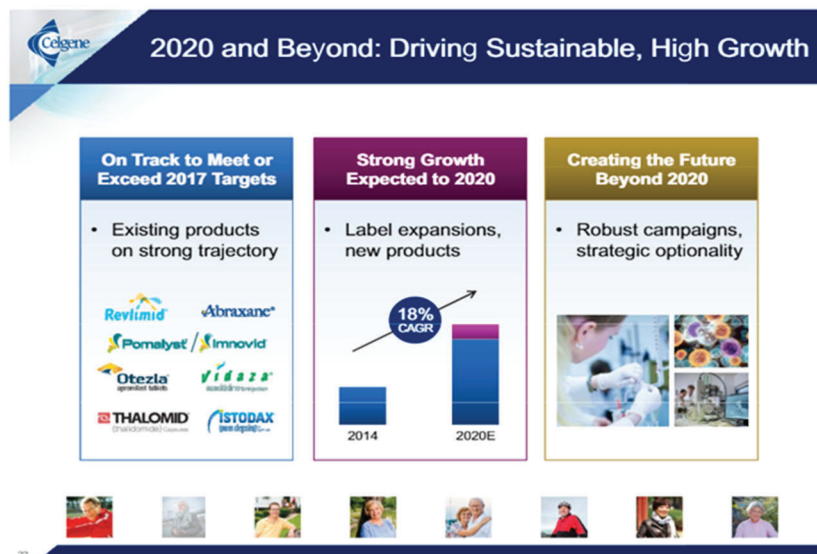 Celgene
2020 and Beyond: Driving Sustainable, High Growth
On Track to Meet or
Exceed 2017 Targets
• Existing products
on strong trajectory
Revlimid
Abraxane®
Pomalyst® / Imnovid®
Otezla®
Vidaza®
THALOMID®
(thalidomide)
ISTODAX®
Strong Growth
Expected to 2020
• Label expansions,
new products
18%
CAGR
2014
2020E
Creating the Future
Beyond 2020
• Robust campaigns,
strategic optionality